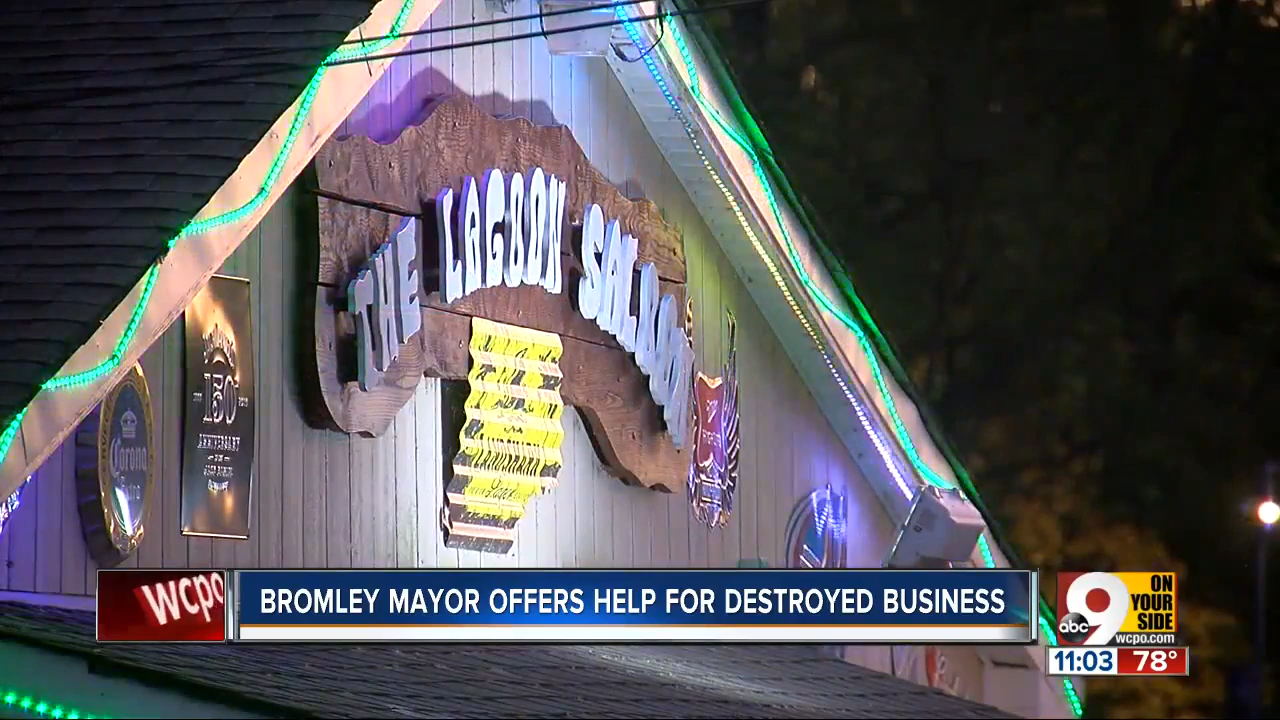 THE LAGOON SALOON
Corona
Extra
150
ANNIVERSARY
WCPO
BROMLEY MAYOR OFFERS HELP FOR DESTROYED BUSINESS
abc 9
ON
YOUR
SIDE
wcpo.com
11:03 78°